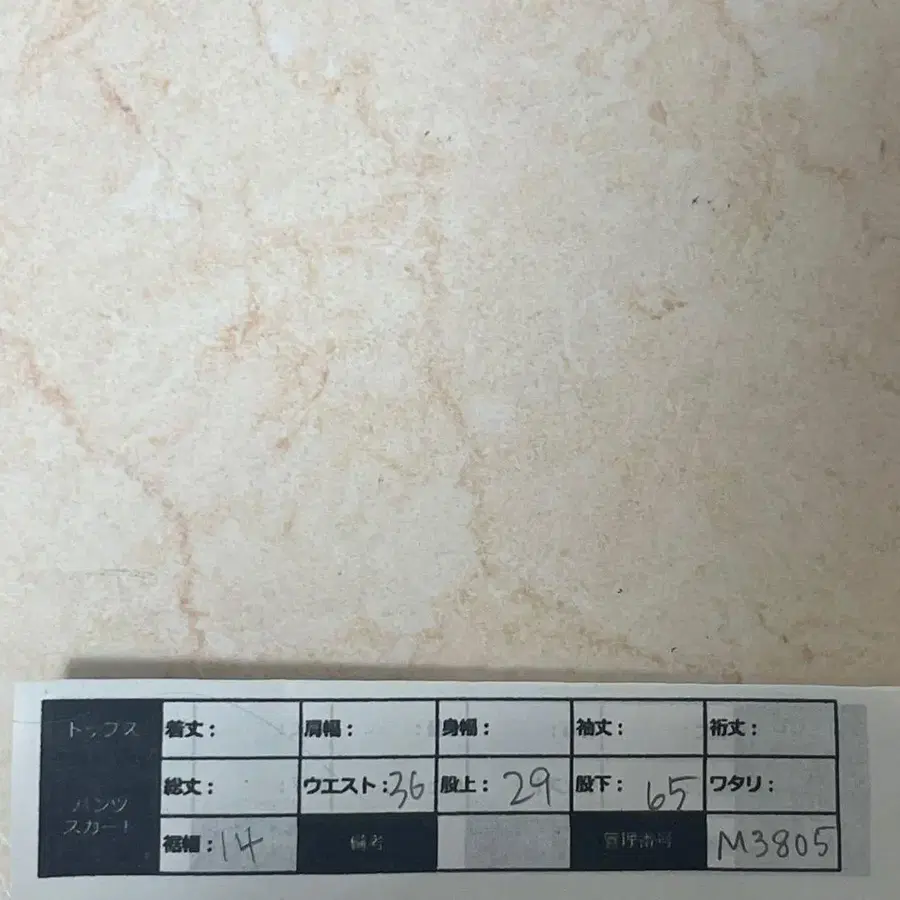 トップス 着丈: 肩幅: 身幅: 袖丈: 裄丈:
パンツ スカート 総丈: ウエスト:36 股上:29 股下:65 ワタリ:
裾幅:14 備考 管理番号 M3805